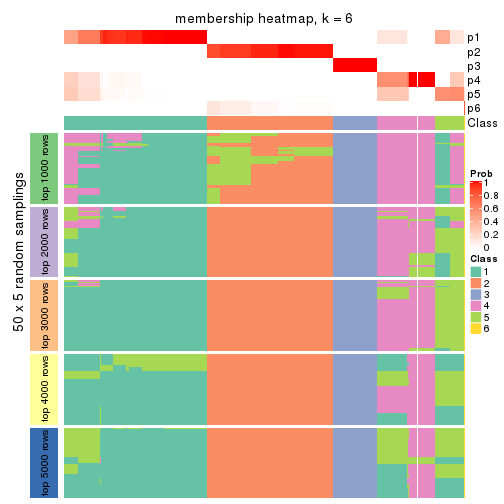 membership heatmap, k = 6
p1
p2
p3
p4
p5
p6
Class
50 x 5 random samplings
top 1000 rows
top 2000 rows
top 3000 rows
top 4000 rows
top 5000 rows
Prob
1
0.8
0.6
0.4
0.2
0
Class
1
2
3
4
5
6